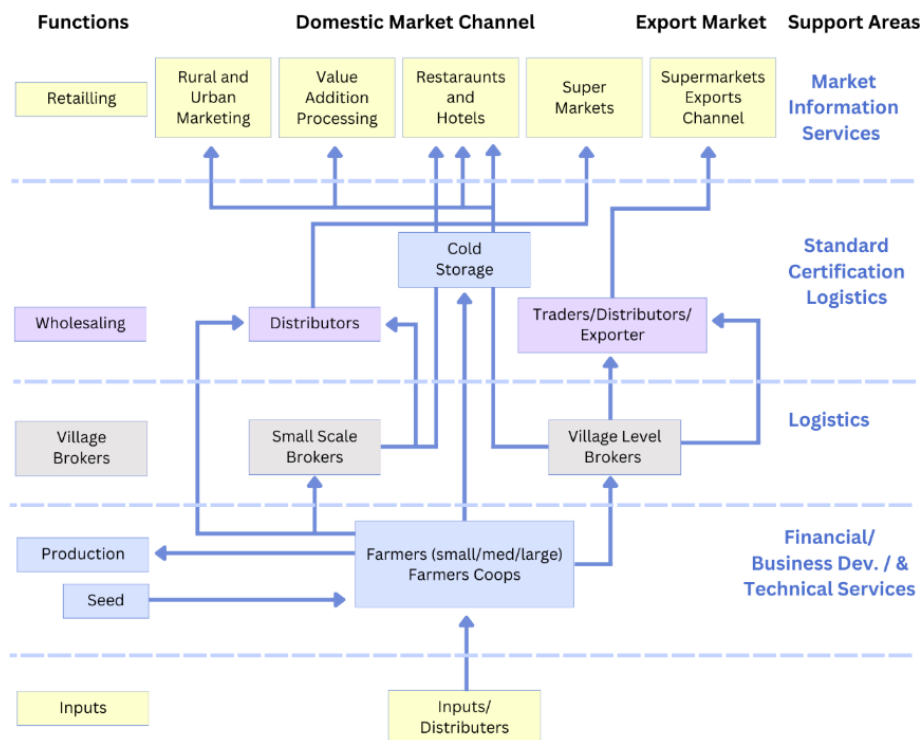 Functions
Domestic Market Channel
Export Market
Support Areas
Retailling
Rural and
Urban
Marketing
Value
Addition
Processing
Restaraunts
and
Hotels
Super
Markets
Supermarkets
Exports
Channel
Market
Information
Services
Cold
Storage
Standard
Certification
Logistics
Wholesaling
Distributors
Traders/Distributors/
Exporter
Village
Brokers
Small Scale
Brokers
Village Level
Brokers
Logistics
Production
Seed
Farmers (small/med/large)
Farmers Coops
Financial/
Business Dev. / &
Technical Services
Inputs
Inputs/
Distributers